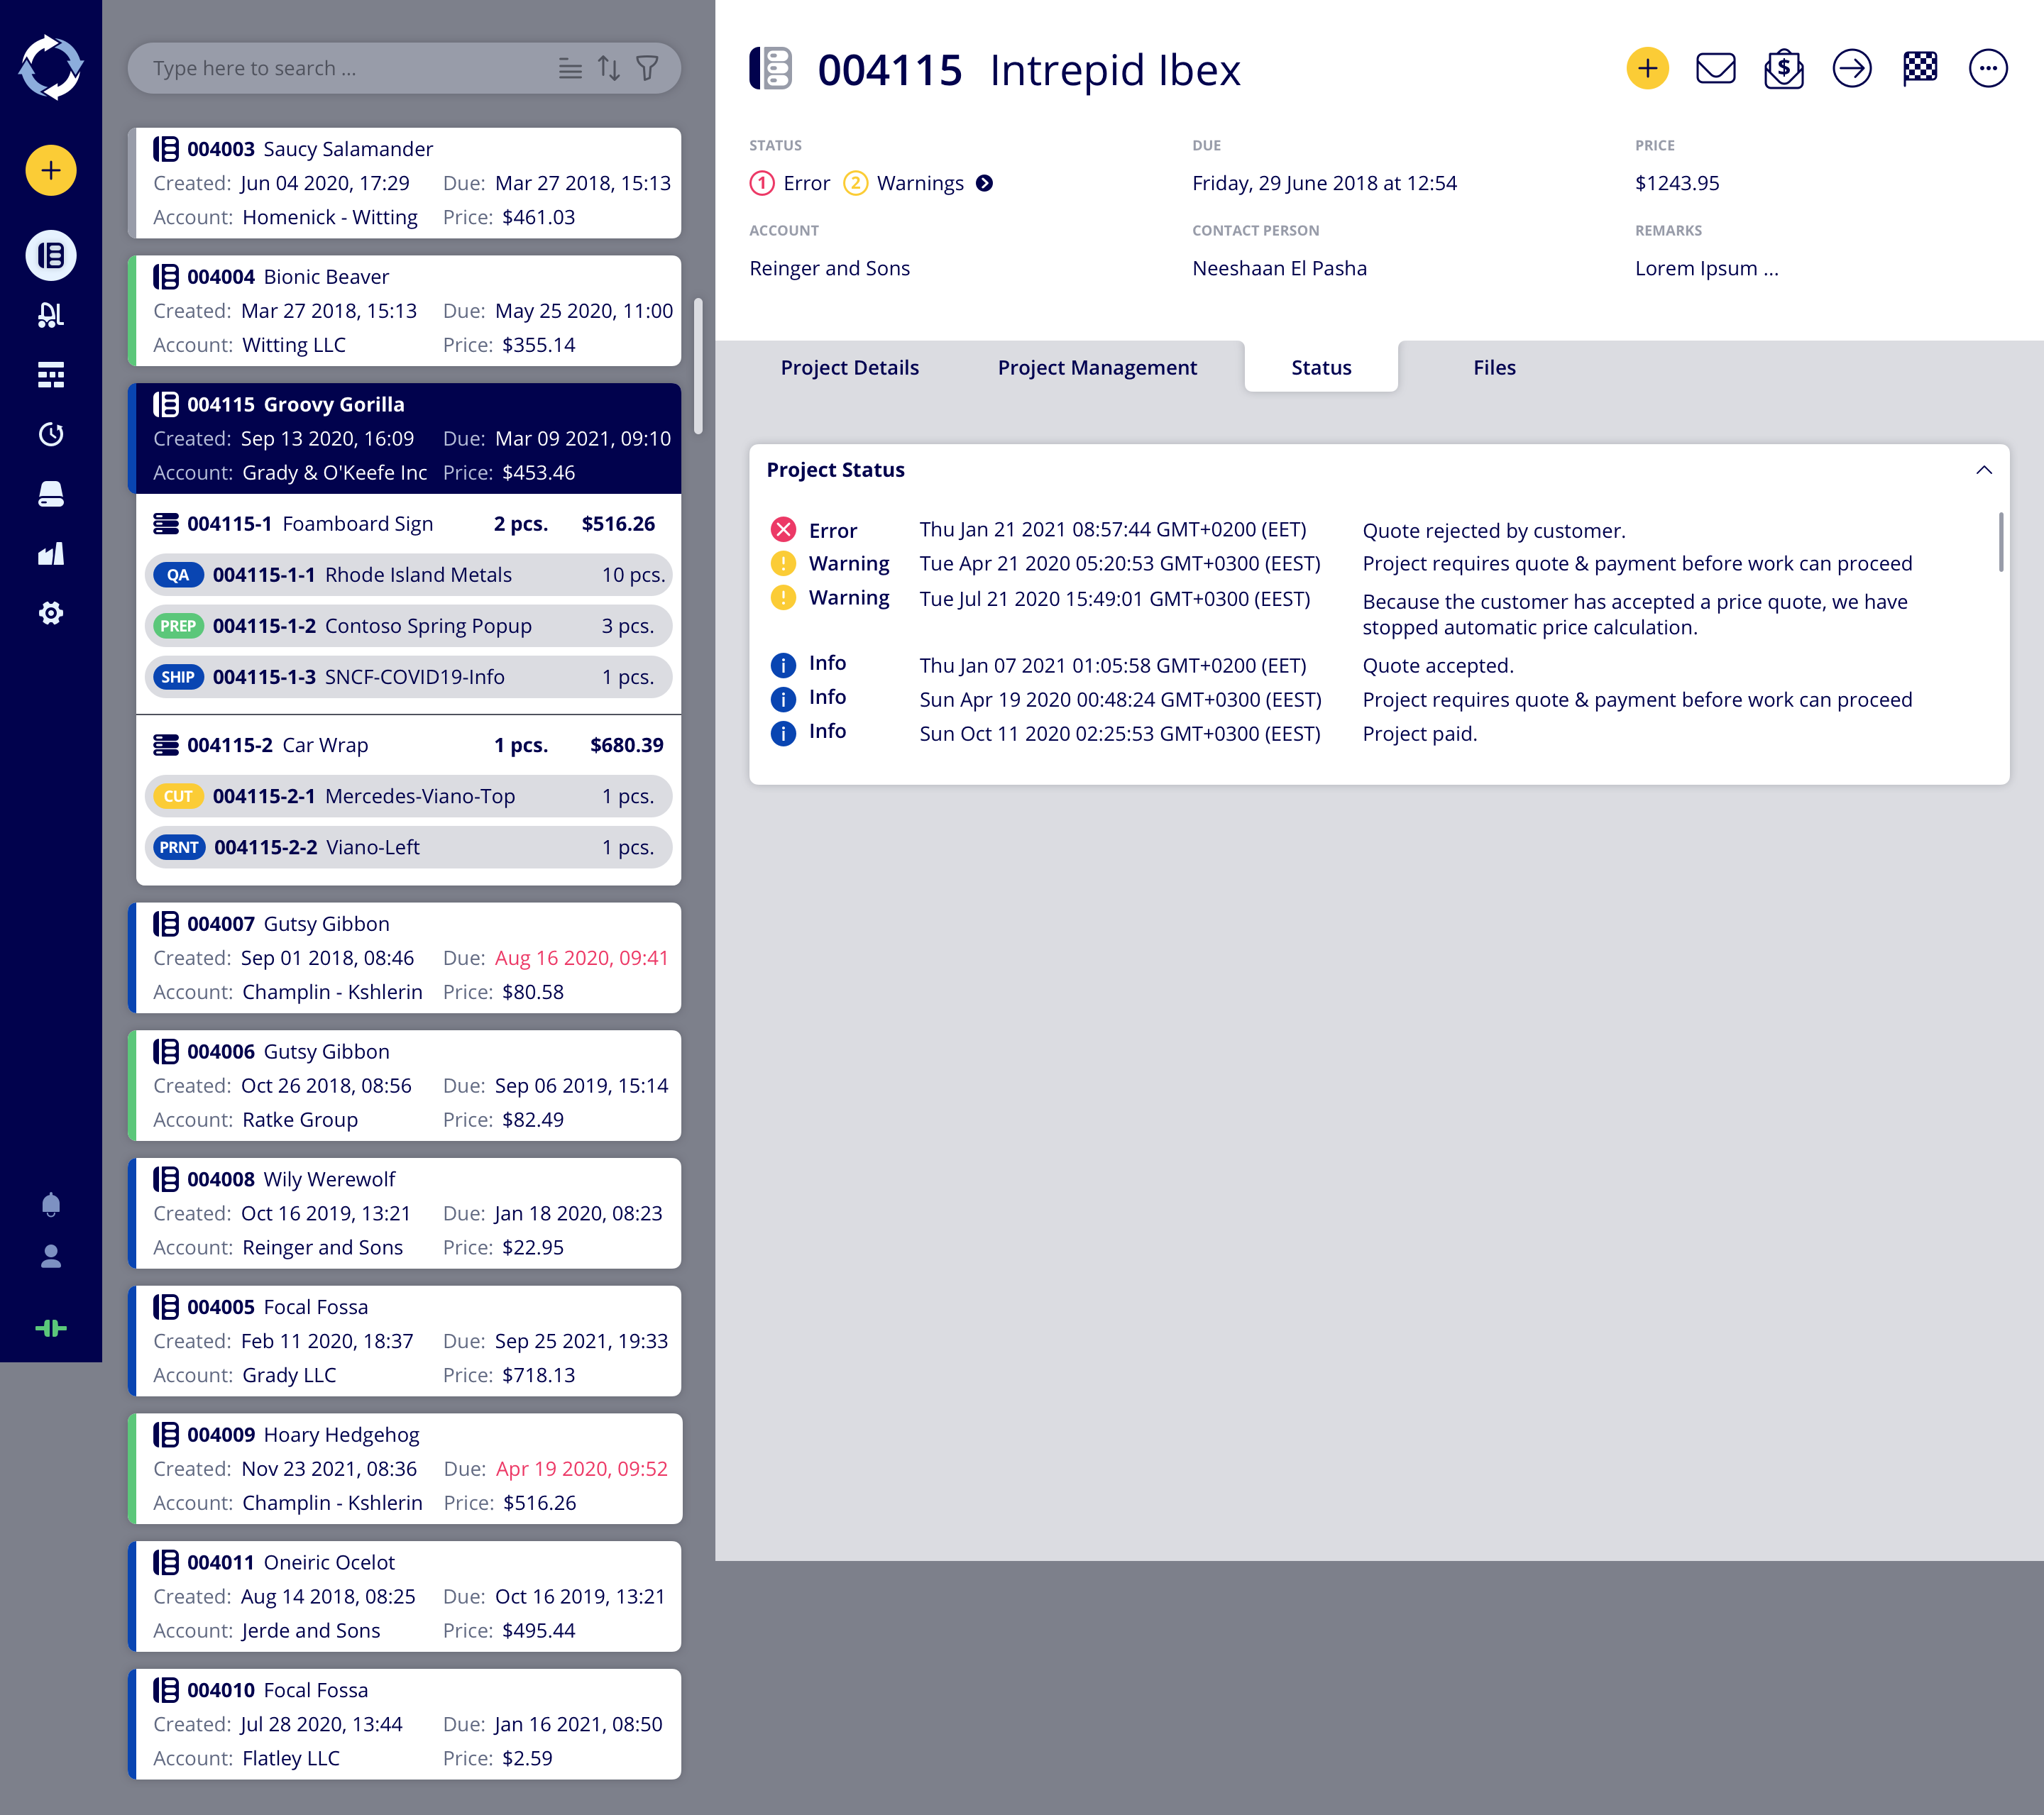 Type here to search ...
004003 Saucy Salamander
Created: Jun 04 2020, 17:29 Due: Mar 27 2018, 15:13
Account: Homenick - Witting Price: $461.03
004004 Bionic Beaver
Created: Mar 27 2018, 15:13 Due: May 25 2020, 11:00
Account: Witting LLC Price: $355.14
004115 Groovy Gorilla
Created: Sep 13 2020, 16:09 Due: Mar 09 2021, 09:10
Account: Grady & O'Keefe Inc Price: $453.46
004115-1 Foamboard Sign 2 pcs. $516.26
QA 004115-1-1 Rhode Island Metals 10 pcs.
PREP 004115-1-2 Contoso Spring Popup 3 pcs.
SHIP 004115-1-3 SNCF-COVID19-Info 1 pcs.
004115-2 Car Wrap 1 pcs. $680.39
CUT 004115-2-1 Mercedes-Viano-Top 1 pcs.
PRNT 004115-2-2 Viano-Left 1 pcs.
004007 Gutsy Gibbon
Created: Sep 01 2018, 08:46 Due: Aug 16 2020, 09:41
Account: Champlin - Kshlerin Price: $80.58
004006 Gutsy Gibbon
Created: Oct 26 2018, 08:56 Due: Sep 06 2019, 15:14
Account: Ratke Group Price: $82.49
004008 Wily Werewolf
Created: Oct 16 2019, 13:21 Due: Jan 18 2020, 08:23
Account: Reinger and Sons Price: $22.95
004005 Focal Fossa
Created: Feb 11 2020, 18:37 Due: Sep 25 2021, 19:33
Account: Grady LLC Price: $718.13
004009 Hoary Hedgehog
Created: Nov 23 2021, 08:36 Due: Apr 19 2020, 09:52
Account: Champlin - Kshlerin Price: $516.26
004011 Oneiric Ocelot
Created: Aug 14 2018, 08:25 Due: Oct 16 2019, 13:21
Account: Jerde and Sons Price: $495.44
004010 Focal Fossa
Created: Jul 28 2020, 13:44 Due: Jan 16 2021, 08:50
Account: Flatley LLC Price: $2.59
004115 Intrepid Ibex
STATUS DUE PRICE
1 Error 2 Warnings Friday, 29 June 2018 at 12:54 $1243.95
ACCOUNT CONTACT PERSON REMARKS
Reinger and Sons Neeshaan El Pasha Lorem Ipsum ...
Project Details Project Management Status Files
Project Status
Error Thu Jan 21 2021 08:57:44 GMT+0200 (EET) Quote rejected by customer.
Warning Tue Apr 21 2020 05:20:53 GMT+0300 (EEST) Project requires quote & payment before work can proceed
Warning Tue Jul 21 2020 15:49:01 GMT+0300 (EEST) Because the customer has accepted a price quote, we have
stopped automatic price calculation.
Info Thu Jan 07 2021 01:05:58 GMT+0200 (EET) Quote accepted.
Info Sun Apr 19 2020 00:48:24 GMT+0300 (EEST) Project requires quote & payment before work can proceed
Info Sun Oct 11 2020 02:25:53 GMT+0300 (EEST) Project paid.